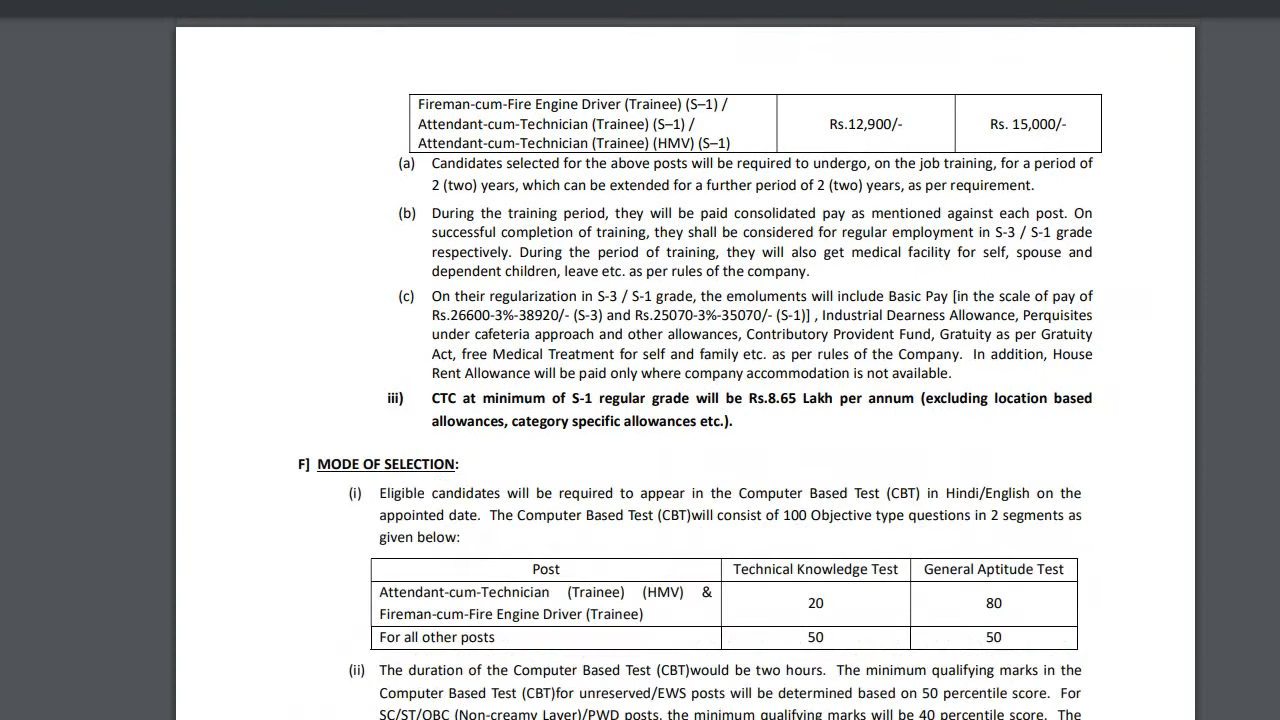 Fireman-cum-Fire Engine Driver (Trainee) (S–1) /
Attendant-cum-Technician (Trainee) (S–1) /
Attendant-cum-Technician (Trainee) (HMV) (S–1)
Rs.12,900/-
Rs. 15,000/-
(a) Candidates selected for the above posts will be required to undergo, on the job training, for a period of
2 (two) years, which can be extended for a further period of 2 (two) years, as per requirement.
(b) During the training period, they will be paid consolidated pay as mentioned against each post. On
successful completion of training, they shall be considered for regular employment in S-3 / S-1 grade
respectively. During the period of training, they will also get medical facility for self, spouse and
dependent children, leave etc. as per rules of the company.
(c) On their regularization in S-3 / S-1 grade, the emoluments will include Basic Pay [in the scale of pay of
Rs.26600-3%-38920/- (S-3) and Rs.25070-3%-35070/- (S-1)] , Industrial Dearness Allowance, Perquisites
under cafeteria approach and other allowances, Contributory Provident Fund, Gratuity as per Gratuity
Act, free Medical Treatment for self and family etc. as per rules of the Company. In addition, House
Rent Allowance will be paid only where company accommodation is not available.
iii) CTC at minimum of S-1 regular grade will be Rs.8.65 Lakh per annum (excluding location based
allowances, category specific allowances etc.).
F] MODE OF SELECTION:
(i) Eligible candidates will be required to appear in the Computer Based Test (CBT) in Hindi/English on the
appointed date. The Computer Based Test (CBT)will consist of 100 Objective type questions in 2 segments as
given below:
Post Technical Knowledge Test General Aptitude Test
Attendant-cum-Technician (Trainee) (HMV) &
Fireman-cum-Fire Engine Driver (Trainee)
20 80
For all other posts 50 50
(ii) The duration of the Computer Based Test (CBT)would be two hours. The minimum qualifying marks in the
Computer Based Test (CBT)for unreserved/EWS posts will be determined based on 50 percentile score. For
SC/ST/OBC (Non-creamy Layer)/PWD posts, the minimum qualifying marks will be 40 percentile score. The